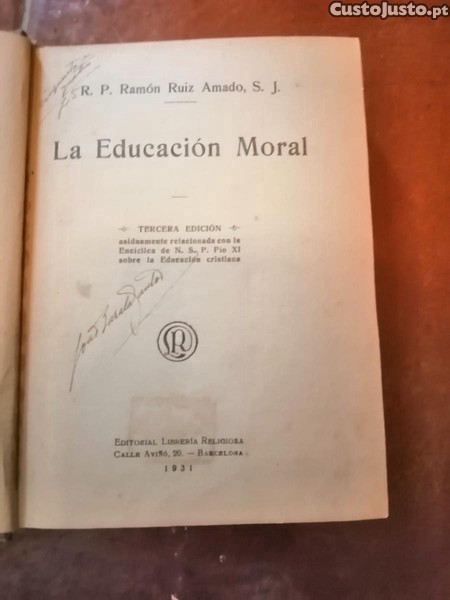 CustoJusto.pt
R. P. Ramón Ruiz Amado, S. J.
La Educación Moral
TERCERA EDICIÓN
asiduamente relacionada con la
Encíclica de N. S. P. Pío XI
sobre la Educación cristiana
LR
EDITORIAL LIBRERÍA RELIGIOSA
CALLE AVIÑÓ, 20. — BARCELONA
1931